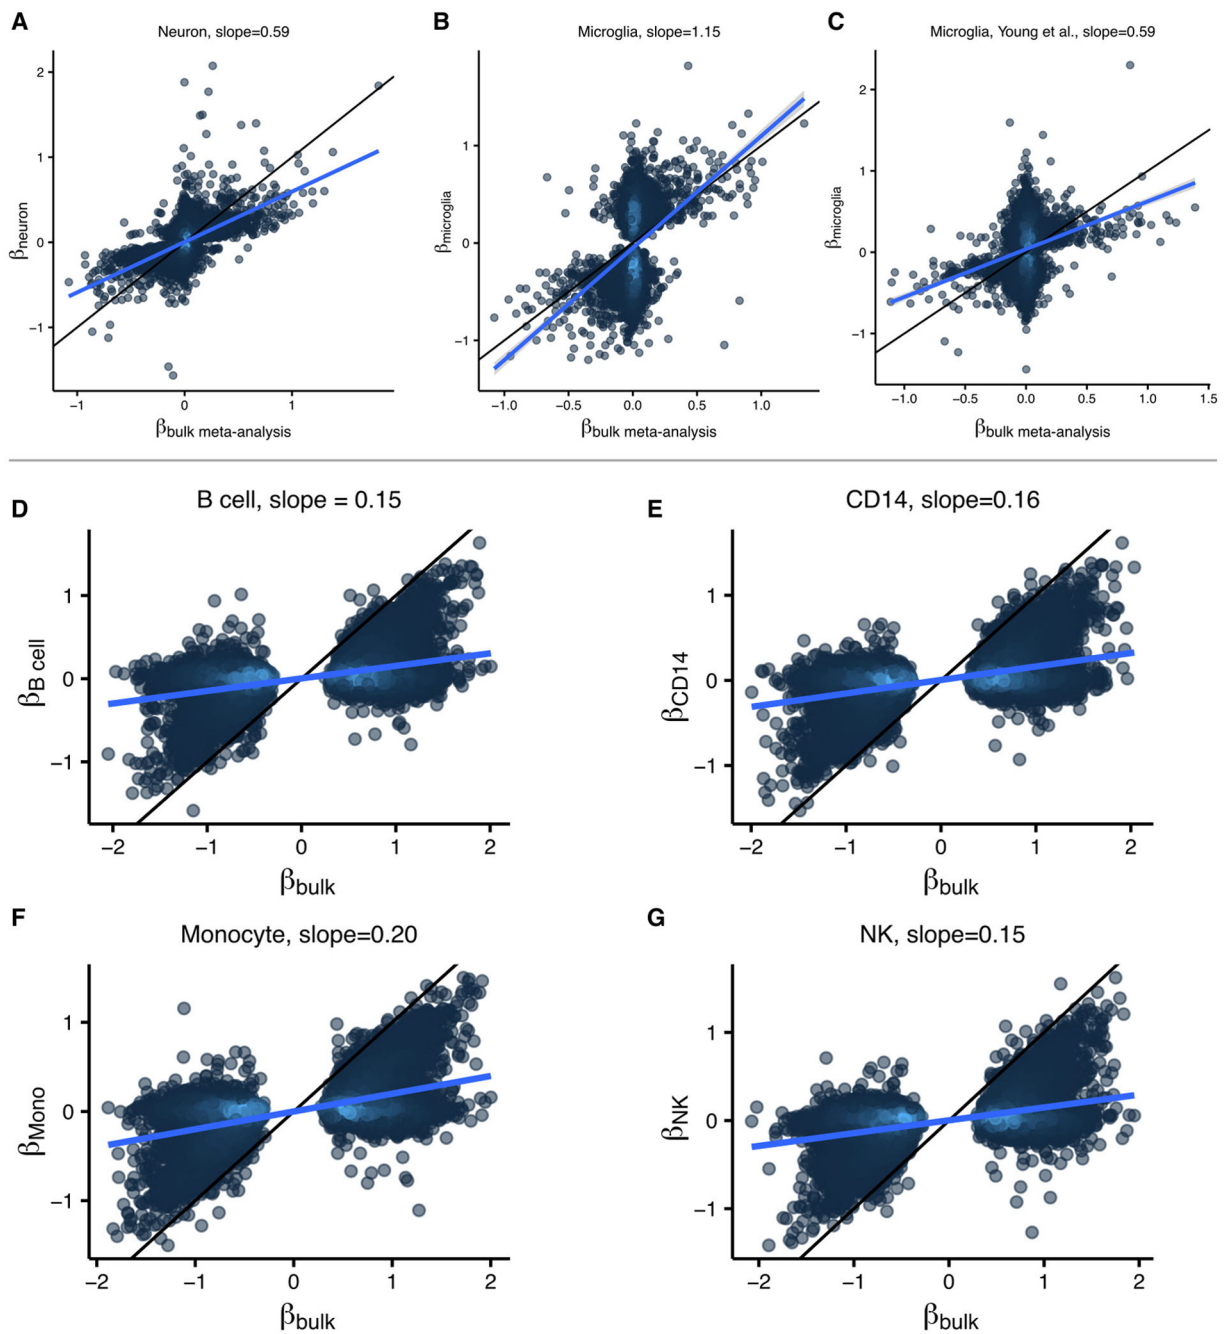 A
Neuron, slope=0.59
2
1
0
−1
βneuron
−1
0
1
βbulk meta-analysis
B
Microglia, slope=1.15
1
0
−1
βmicroglia
−1.0
−0.5
0.0
0.5
1.0
βbulk meta-analysis
C
Microglia, Young et al., slope=0.59
2
1
0
−1
βmicroglia
−1.0
−0.5
0.0
0.5
1.0
1.5
βbulk meta-analysis
D
B cell, slope = 0.15
1
0
−1
βB cell
−2
−1
0
1
2
βbulk
E
CD14, slope=0.16
1
0
−1
βCD14
−2
−1
0
1
2
βbulk
F
Monocyte, slope=0.20
1
0
−1
βMono
−2
−1
0
1
2
βbulk
G
NK, slope=0.15
1
0
−1
βNK
−2
−1
0
1
2
βbulk